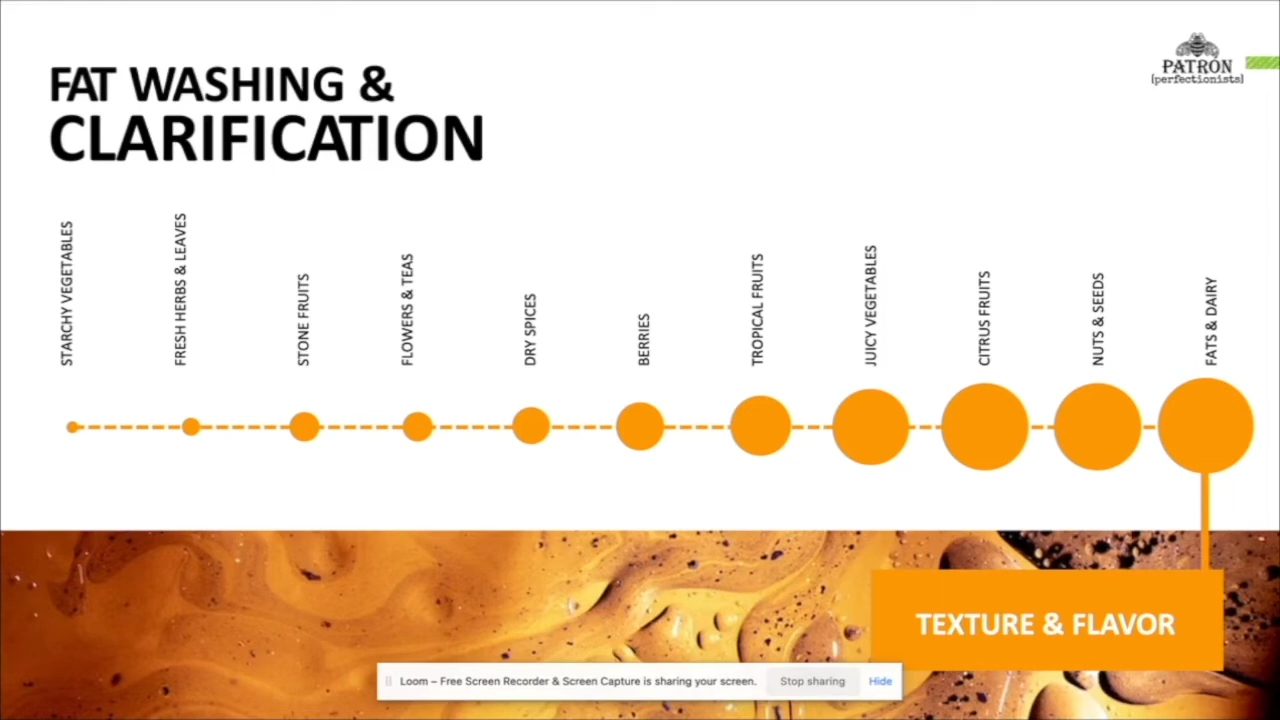 PATRÓN
[perfectionists]
FAT WASHING &
CLARIFICATION
STARCHY VEGETABLES
FRESH HERBS & LEAVES
STONE FRUITS
FLOWERS & TEAS
DRY SPICES
BERRIES
TROPICAL FRUITS
JUICY VEGETABLES
CITRUS FRUITS
NUTS & SEEDS
FATS & DAIRY
TEXTURE & FLAVOR
Loom – Free Screen Recorder & Screen Capture is sharing your screen.
Stop sharing
Hide